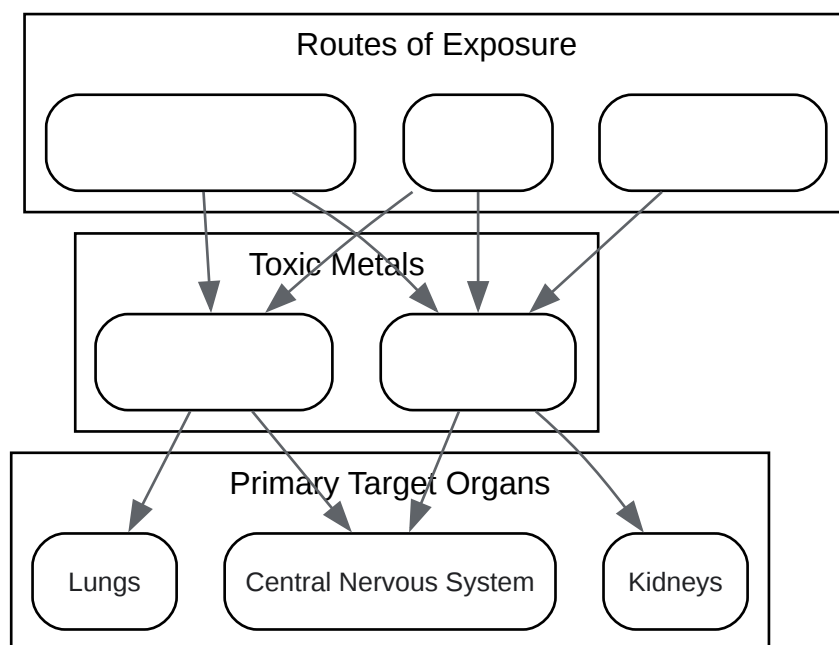 Routes of Exposure
Toxic Metals
Primary Target Organs
Lungs
Central Nervous System
Kidneys